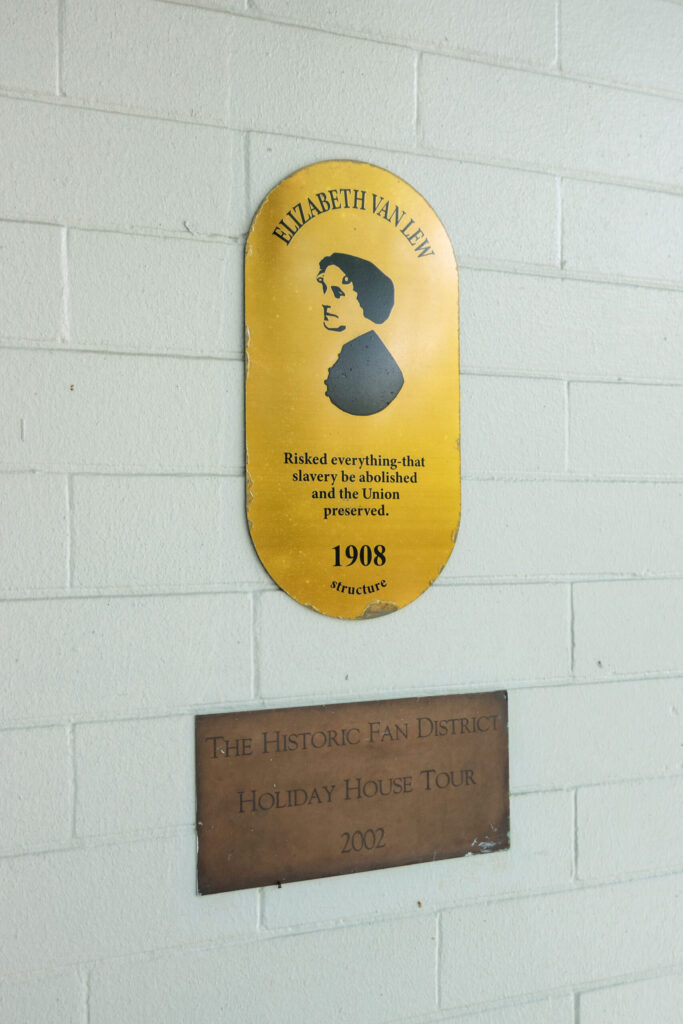 ELIZABETH VAN LEW
Risked everything-that
slavery be abolished
and the Union
preserved.
1908
structure
The Historic Fan District
Holiday House Tour
2002